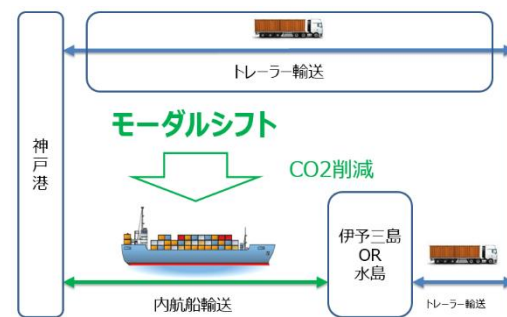 トレーラー輸送
モーダルシフト
CO2削減
神戸港
伊予三島
OR
水島
内航船輸送
トレーラー輸送